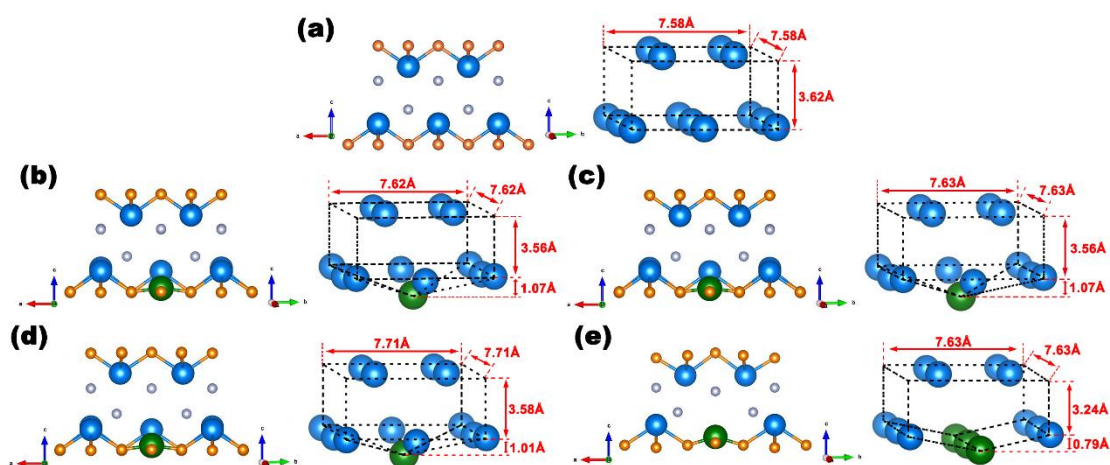 (a)
c
a
c
b
7.58Å
7.58Å
3.62Å
(b)
c
a
c
b
7.62Å
7.62Å
3.56Å
1.07Å
(c)
c
a
c
b
7.63Å
7.63Å
3.56Å
1.07Å
(d)
c
a
c
b
7.71Å
7.71Å
3.58Å
1.01Å
(e)
c
a
c
b
7.63Å
7.63Å
3.24Å
0.79Å